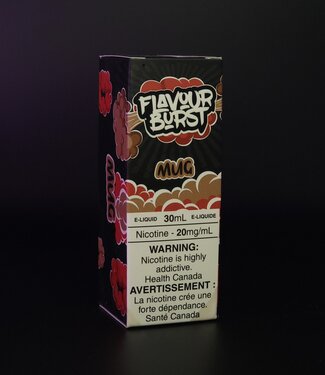 FLAVOUR
BURST
MUG
MUG
E-LIQUID 30mL E-LIQUIDE
Nicotine - 20mg/mL
WARNING:
Nicotine is highly
addictive.
Health Canada
AVERTISSEMENT :
La nicotine crée une
forte dépendance.
Santé Canada